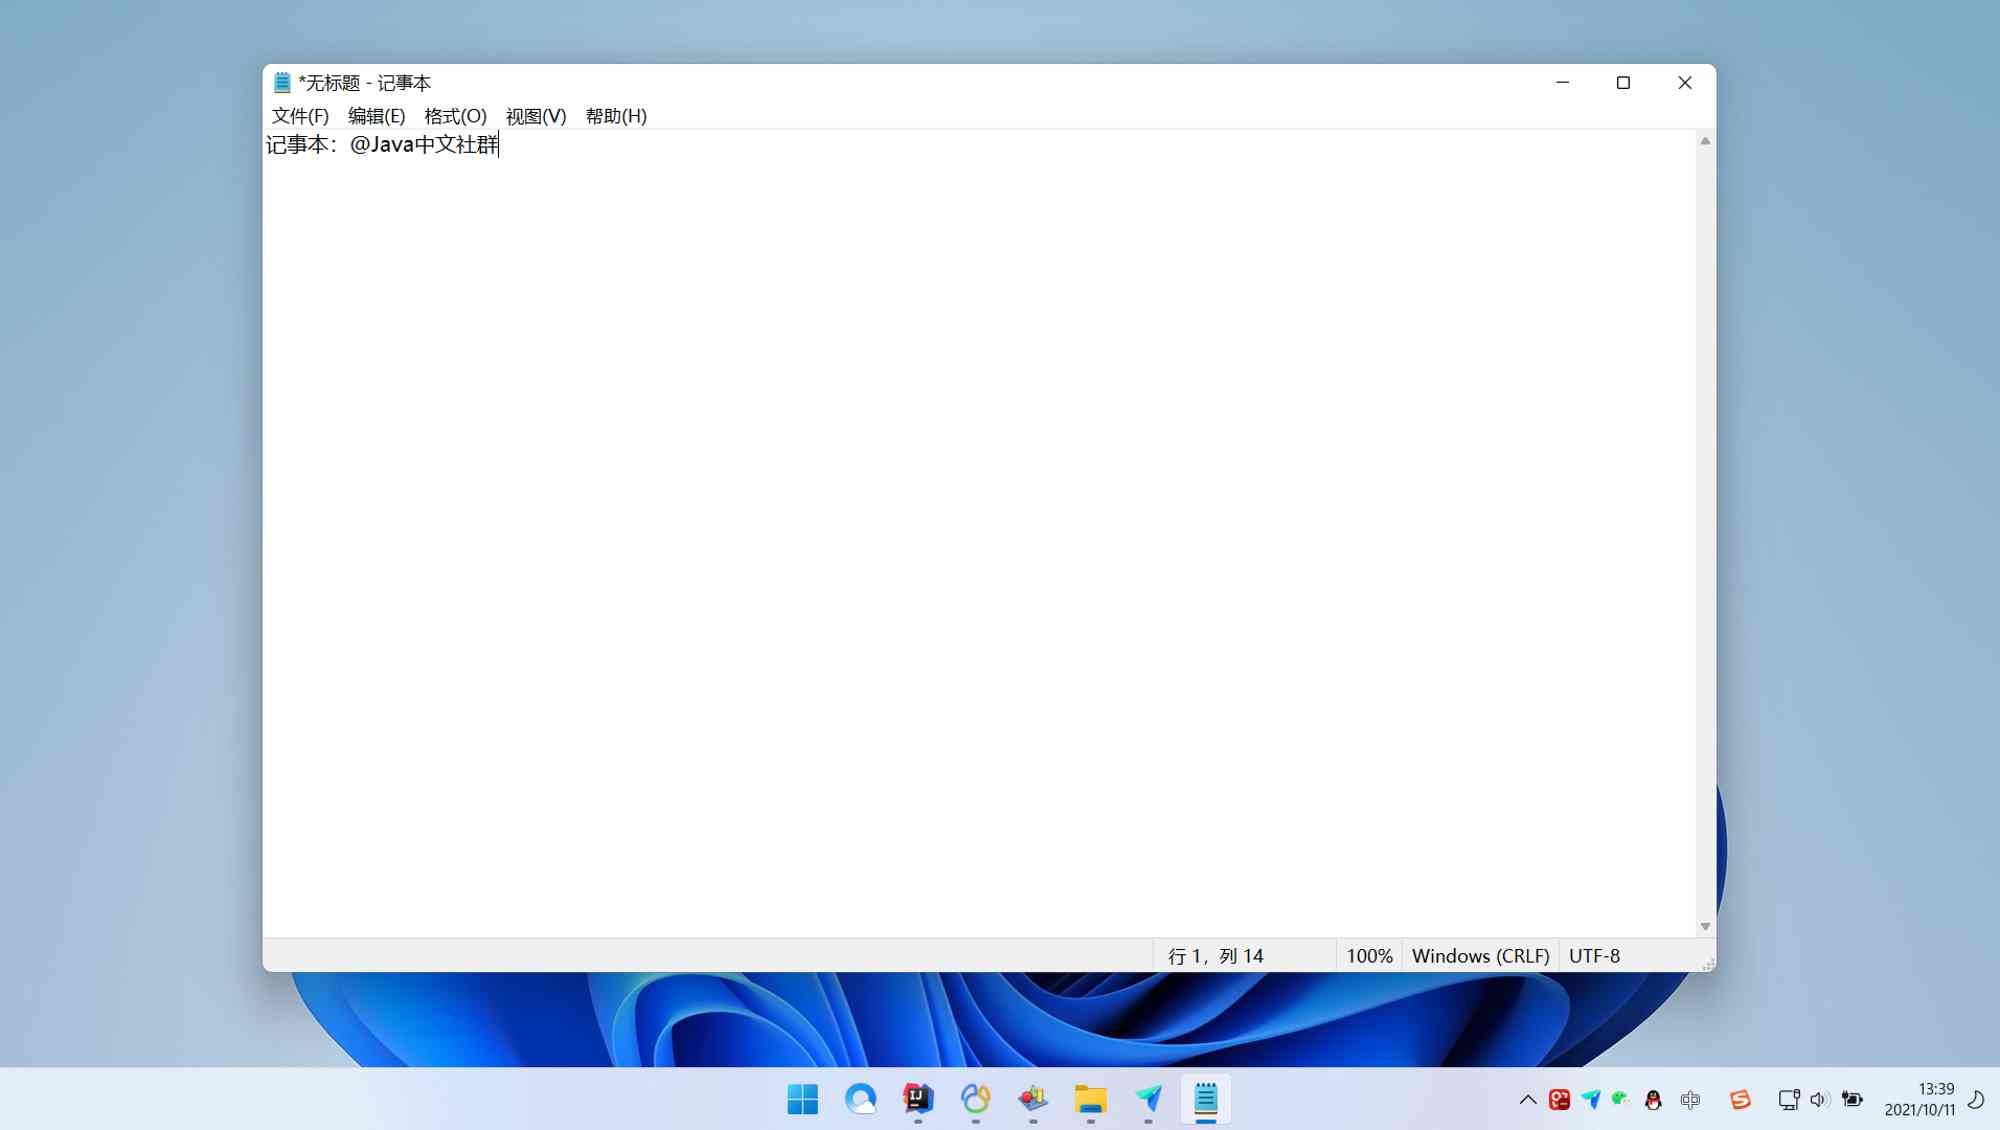 *无标题 - 记事本
文件(F) 编辑(E) 格式(O) 视图(V) 帮助(H)
记事本：@Java中文社群
行 1，列 14 100% Windows (CRLF) UTF-8
IJ
中
S
13:39
2021/10/11